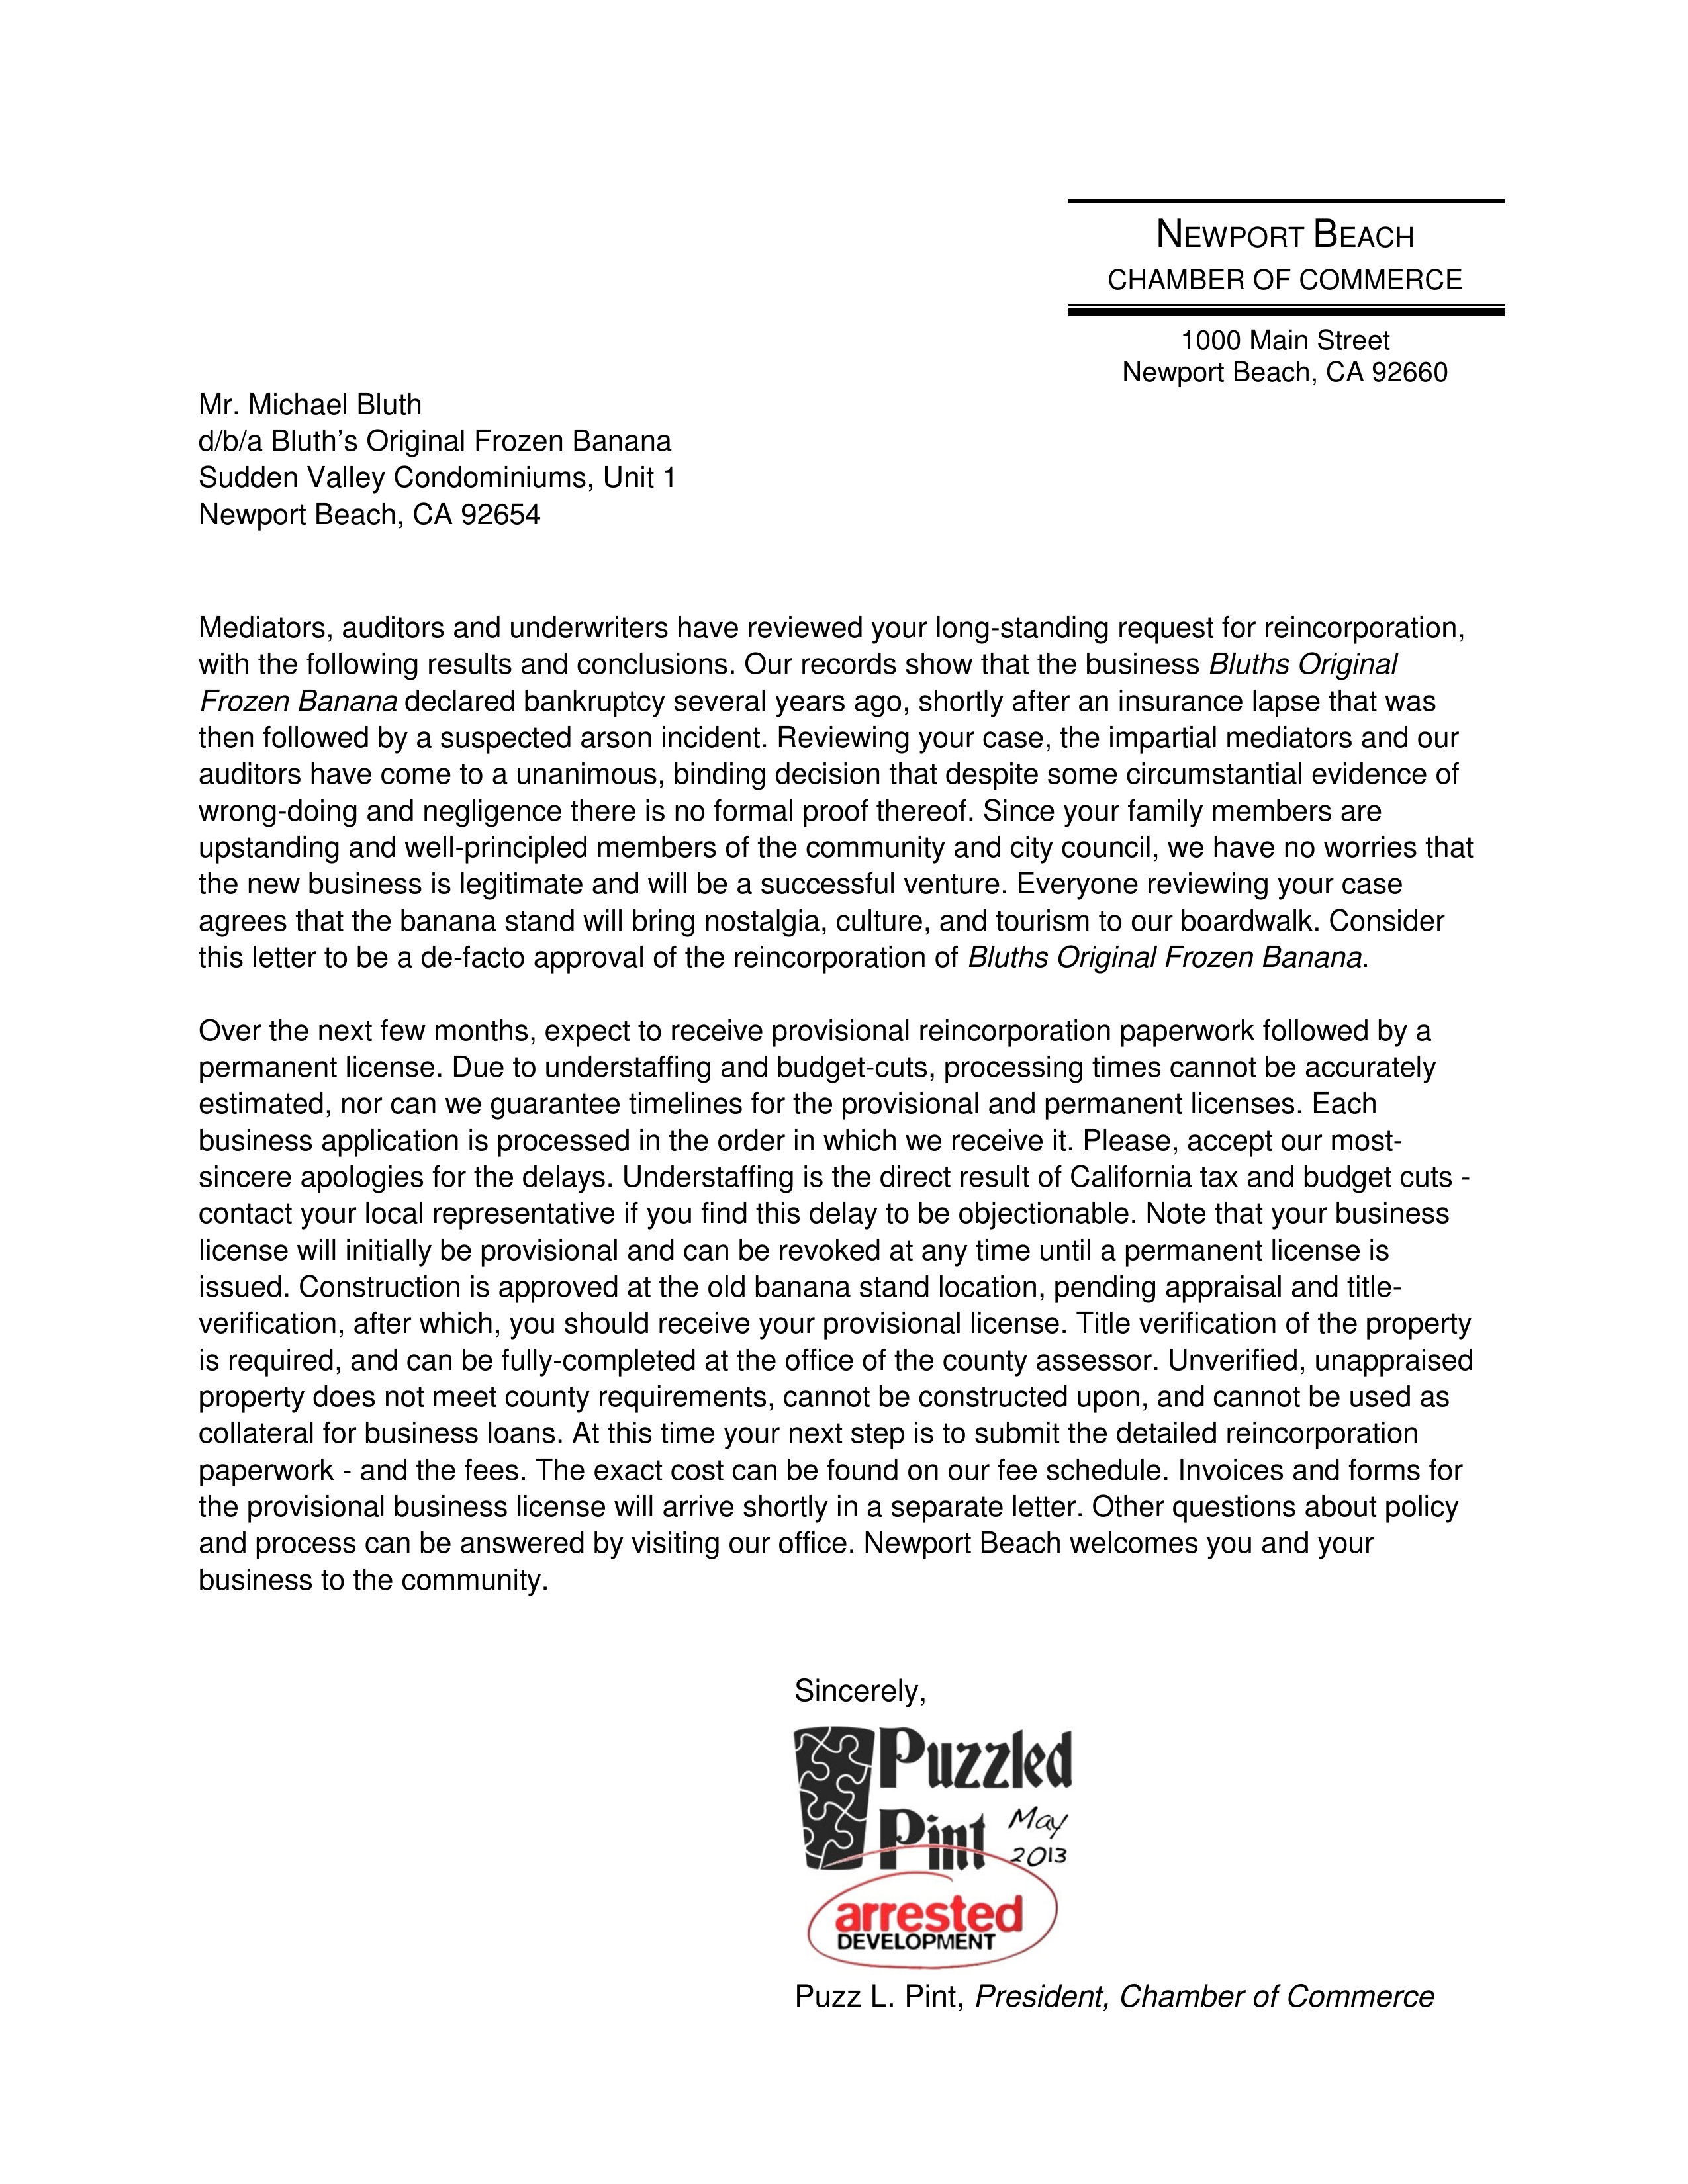 NEWPORT BEACH
CHAMBER OF COMMERCE
1000 Main Street
Newport Beach, CA 92660
Mr. Michael Bluth
d/b/a Bluth’s Original Frozen Banana
Sudden Valley Condominiums, Unit 1
Newport Beach, CA 92654
Mediators, auditors and underwriters have reviewed your long-standing request for reincorporation,
with the following results and conclusions. Our records show that the business Bluths Original
Frozen Banana declared bankruptcy several years ago, shortly after an insurance lapse that was
then followed by a suspected arson incident. Reviewing your case, the impartial mediators and our
auditors have come to a unanimous, binding decision that despite some circumstantial evidence of
wrong-doing and negligence there is no formal proof thereof. Since your family members are
upstanding and well-principled members of the community and city council, we have no worries that
the new business is legitimate and will be a successful venture. Everyone reviewing your case
agrees that the banana stand will bring nostalgia, culture, and tourism to our boardwalk. Consider
this letter to be a de-facto approval of the reincorporation of Bluths Original Frozen Banana.
Over the next few months, expect to receive provisional reincorporation paperwork followed by a
permanent license. Due to understaffing and budget-cuts, processing times cannot be accurately
estimated, nor can we guarantee timelines for the provisional and permanent licenses. Each
business application is processed in the order in which we receive it. Please, accept our most-
sincere apologies for the delays. Understaffing is the direct result of California tax and budget cuts -
contact your local representative if you find this delay to be objectionable. Note that your business
license will initially be provisional and can be revoked at any time until a permanent license is
issued. Construction is approved at the old banana stand location, pending appraisal and title-
verification, after which, you should receive your provisional license. Title verification of the property
is required, and can be fully-completed at the office of the county assessor. Unverified, unappraised
property does not meet county requirements, cannot be constructed upon, and cannot be used as
collateral for business loans. At this time your next step is to submit the detailed reincorporation
paperwork - and the fees. The exact cost can be found on our fee schedule. Invoices and forms for
the provisional business license will arrive shortly in a separate letter. Other questions about policy
and process can be answered by visiting our office. Newport Beach welcomes you and your
business to the community.
Sincerely,
Puzzled
Pint May
2013
arrested
DEVELOPMENT
Puzz L. Pint, President, Chamber of Commerce